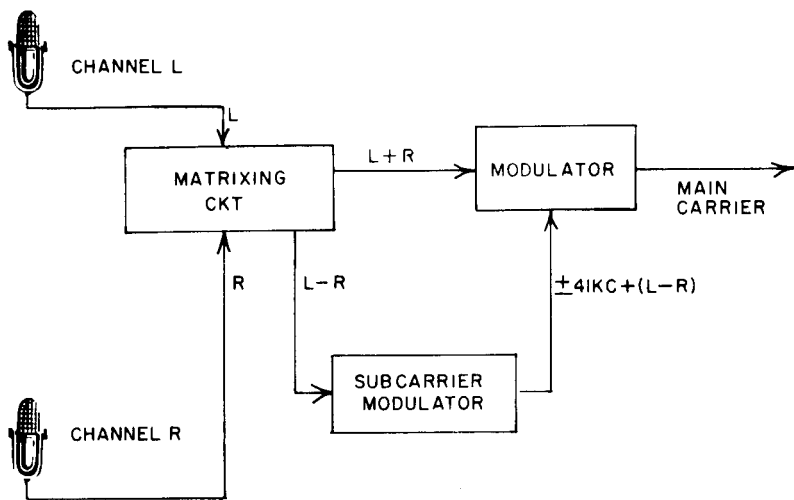 CHANNEL L
L
MATRIXING
CKT
L+R
MODULATOR
MAIN
CARRIER
R
L−R
±41KC+(L−R)
SUBCARRIER
MODULATOR
CHANNEL R